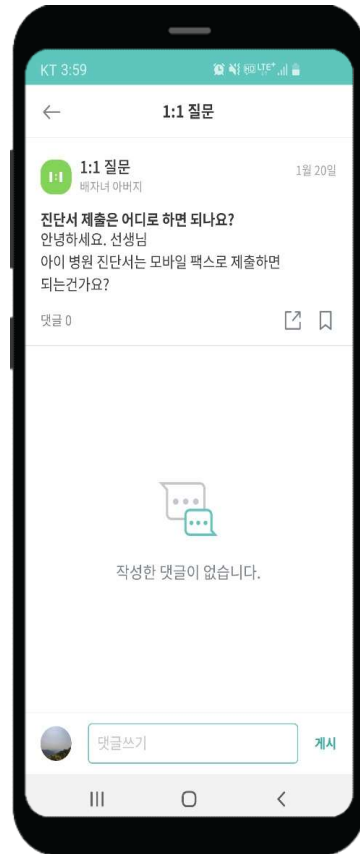 KT 3:59
LTE+
1:1 질문
1:1
1:1 질문
1월 20일
배자녀 아버지
진단서 제출은 어디로 하면 되나요?
안녕하세요. 선생님
아이 병원 진단서는 모바일 팩스로 제출하면
되는건가요?
댓글 0
작성한 댓글이 없습니다.
댓글쓰기
게시